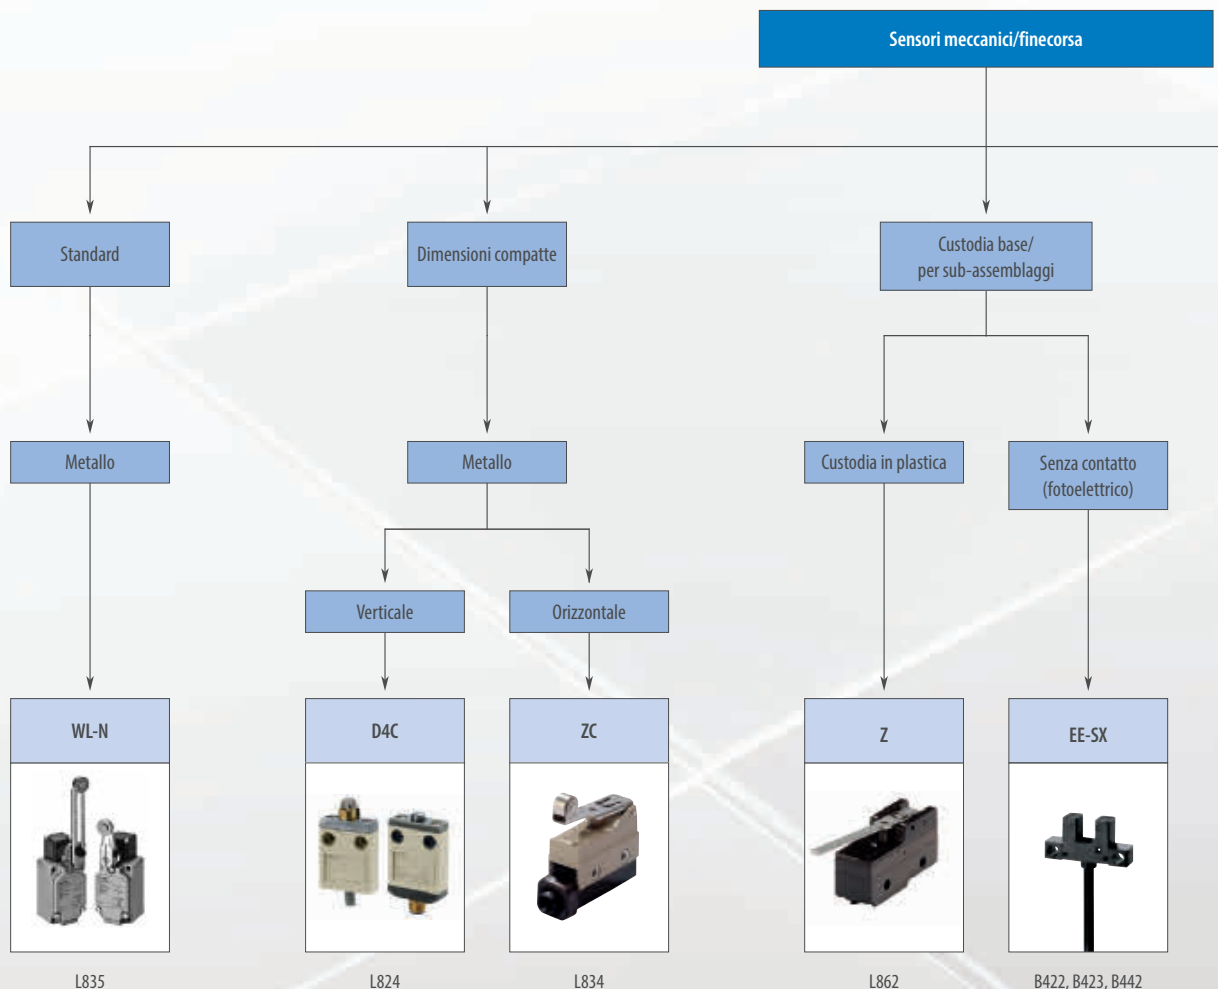 Sensori meccanici/finecorsa
Standard
Dimensioni compatte
Custodia base/
per sub-assemblaggi
Metallo
Metallo
Custodia in plastica
Senza contatto
(fotoelettrico)
Verticale
Orizzontale
WL-N
D4C
ZC
Z
EE-SX
L835
L824
L834
L862
B422, B423, B442